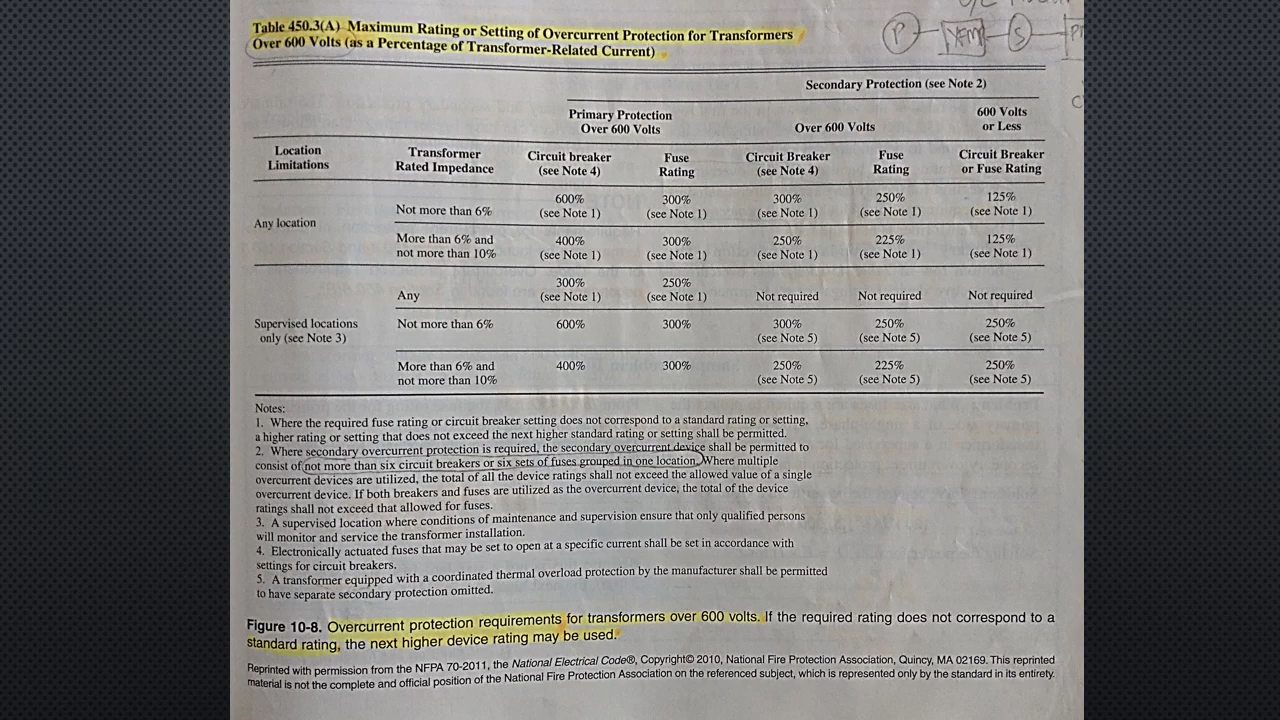 Table 450.3(A) Maximum Rating or Setting of Overcurrent Protection for Transformers
Over 600 Volts (as a Percentage of Transformer-Related Current)
P XFM S
Secondary Protection (see Note 2)
Primary Protection 600 Volts
Over 600 Volts Over 600 Volts or Less
Location Transformer Circuit breaker Fuse Circuit Breaker Fuse Circuit Breaker
Limitations Rated Impedance (see Note 4) Rating (see Note 4) Rating or Fuse Rating
600% 300% 300% 250% 125%
Not more than 6% (see Note 1) (see Note 1) (see Note 1) (see Note 1) (see Note 1)
Any location
More than 6% and 400% 300% 250% 225% 125%
not more than 10% (see Note 1) (see Note 1) (see Note 1) (see Note 1) (see Note 1)
300% 250%
Any (see Note 1) (see Note 1) Not required Not required Not required
Supervised locations Not more than 6% 600% 300% 300% 250% 250%
only (see Note 3) (see Note 5) (see Note 5) (see Note 5)
More than 6% and 400% 300% 250% 225% 250%
not more than 10% (see Note 5) (see Note 5) (see Note 5)
Notes:
1. Where the required fuse rating or circuit breaker setting does not correspond to a standard rating or setting,
a higher rating or setting that does not exceed the next higher standard rating or setting shall be permitted.
2. Where secondary overcurrent protection is required, the secondary overcurrent device shall be permitted to
consist of not more than six circuit breakers or six sets of fuses grouped in one location. Where multiple
overcurrent devices are utilized, the total of all the device ratings shall not exceed the allowed value of a single
overcurrent device. If both breakers and fuses are utilized as the overcurrent device, the total of the device
ratings shall not exceed that allowed for fuses.
3. A supervised location where conditions of maintenance and supervision ensure that only qualified persons
will monitor and service the transformer installation.
4. Electronically actuated fuses that may be set to open at a specific current shall be set in accordance with
settings for circuit breakers.
5. A transformer equipped with a coordinated thermal overload protection by the manufacturer shall be permitted
to have separate secondary protection omitted.
Figure 10-8. Overcurrent protection requirements for transformers over 600 volts. If the required rating does not correspond to a
standard rating, the next higher device rating may be used.
Reprinted with permission from the NFPA 70-2011, the National Electrical Code®, Copyright© 2010, National Fire Protection Association, Quincy, MA 02169. This reprinted
material is not the complete and official position of the National Fire Protection Association on the referenced subject, which is represented only by the standard in its entirety.